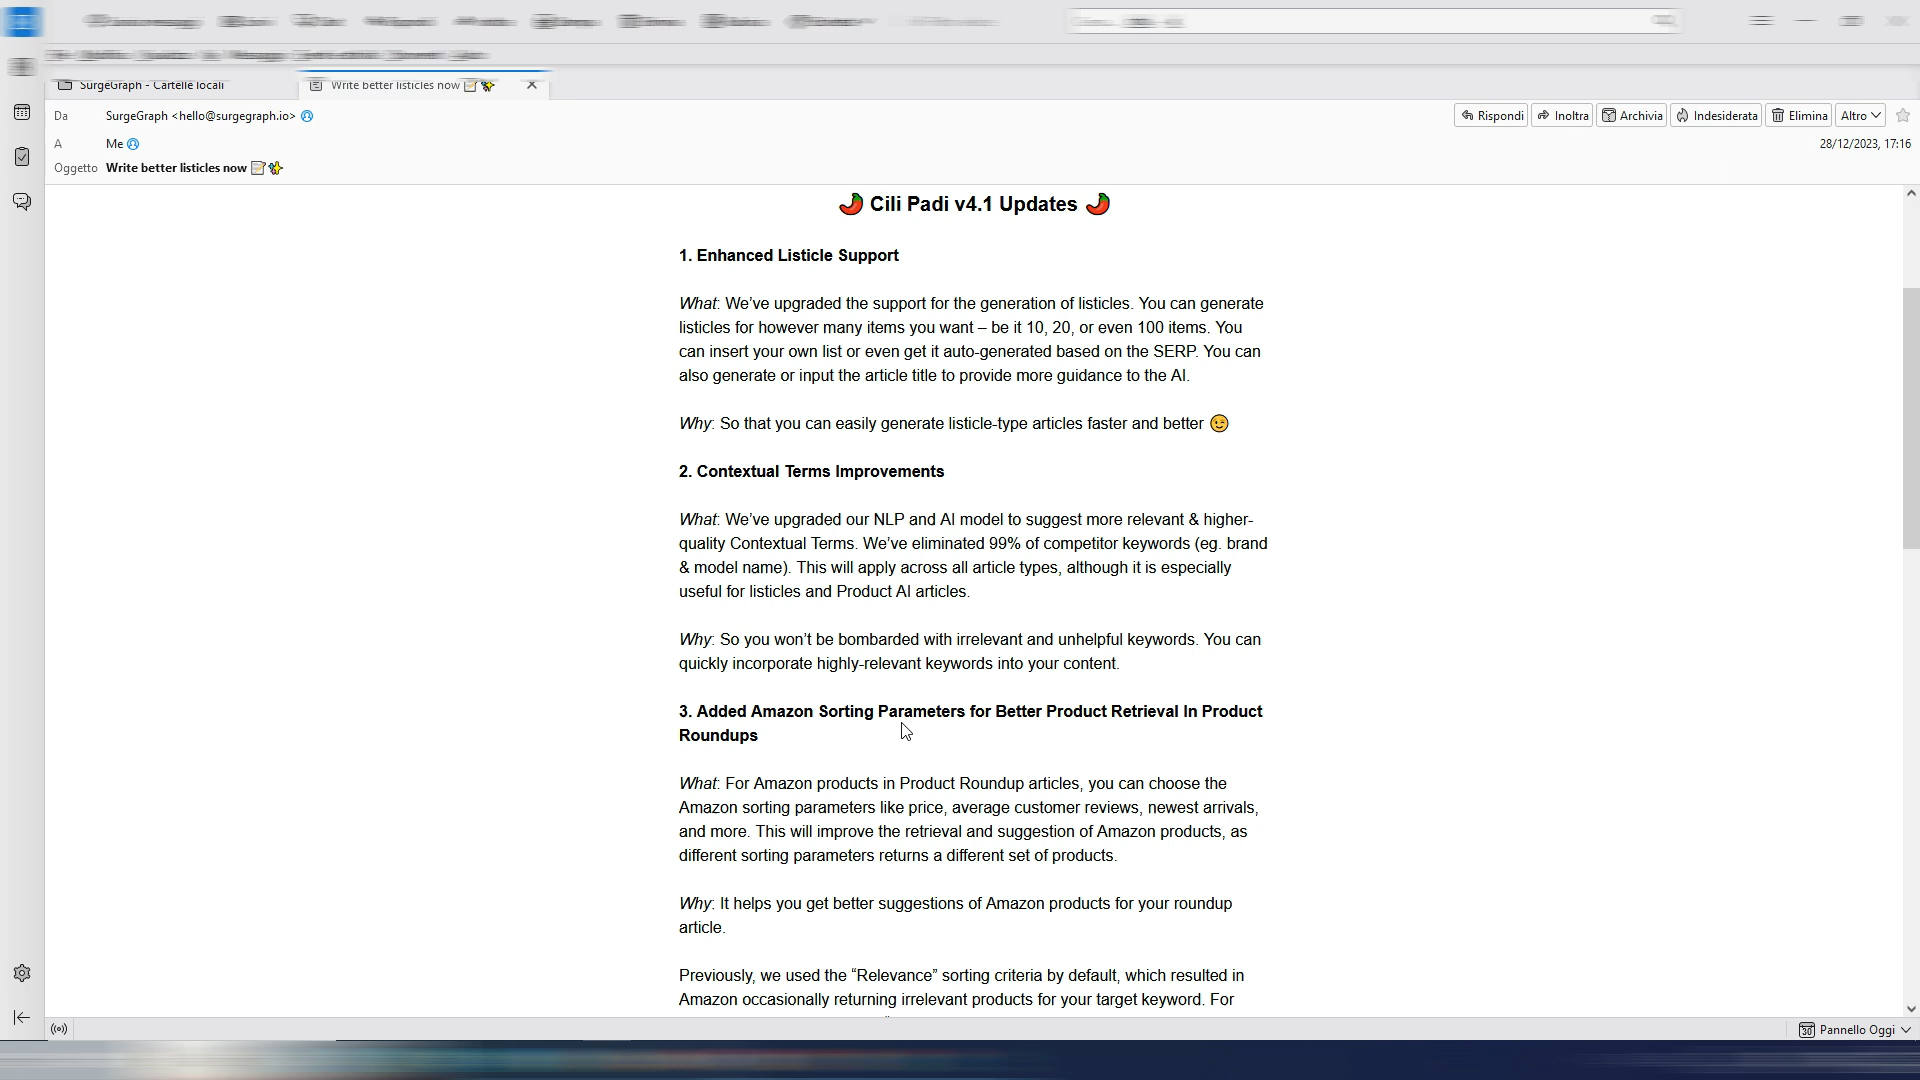 SurgeGraph - Cartelle locali
Write better listicles now 📝 ✨
Da SurgeGraph <hello@surgegraph.io>
Rispondi Inoltra Archivia Indesiderata Elimina Altro
A Me
28/12/2023, 17:16
Oggetto Write better listicles now 📝 ✨
🌶 Cili Padi v4.1 Updates 🌶
1. Enhanced Listicle Support
What: We’ve upgraded the support for the generation of listicles. You can generate
listicles for however many items you want – be it 10, 20, or even 100 items. You
can insert your own list or even get it auto-generated based on the SERP. You can
also generate or input the article title to provide more guidance to the AI.
Why: So that you can easily generate listicle-type articles faster and better 😉
2. Contextual Terms Improvements
What: We’ve upgraded our NLP and AI model to suggest more relevant & higher-
quality Contextual Terms. We’ve eliminated 99% of competitor keywords (eg. brand
& model name). This will apply across all article types, although it is especially
useful for listicles and Product AI articles.
Why: So you won’t be bombarded with irrelevant and unhelpful keywords. You can
quickly incorporate highly-relevant keywords into your content.
3. Added Amazon Sorting Parameters for Better Product Retrieval In Product
Roundups
What: For Amazon products in Product Roundup articles, you can choose the
Amazon sorting parameters like price, average customer reviews, newest arrivals,
and more. This will improve the retrieval and suggestion of Amazon products, as
different sorting parameters returns a different set of products.
Why: It helps you get better suggestions of Amazon products for your roundup
article.
Previously, we used the “Relevance” sorting criteria by default, which resulted in
Amazon occasionally returning irrelevant products for your target keyword. For
30 Pannello Oggi